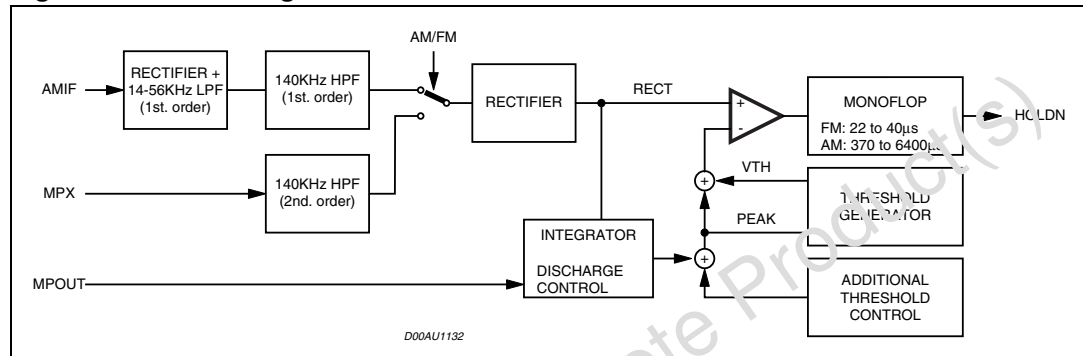 AM/FM
AMIF
RECTIFIER +
14-56KHz LPF
(1st. order)
140KHz HPF
(1st. order)
RECTIFIER
RECT
+
-
MONOFLOP
FM: 22 to 40µs
AM: 370 to 6400µs
HOLDN
MPX
140KHz HPF
(2nd. order)
+
VTH
THRESHOLD
GENERATOR
PEAK
INTEGRATOR
DISCHARGE
CONTROL
+
MPOUT
ADDITIONAL
THRESHOLD
CONTROL
D00AU1132
ete Product(s)